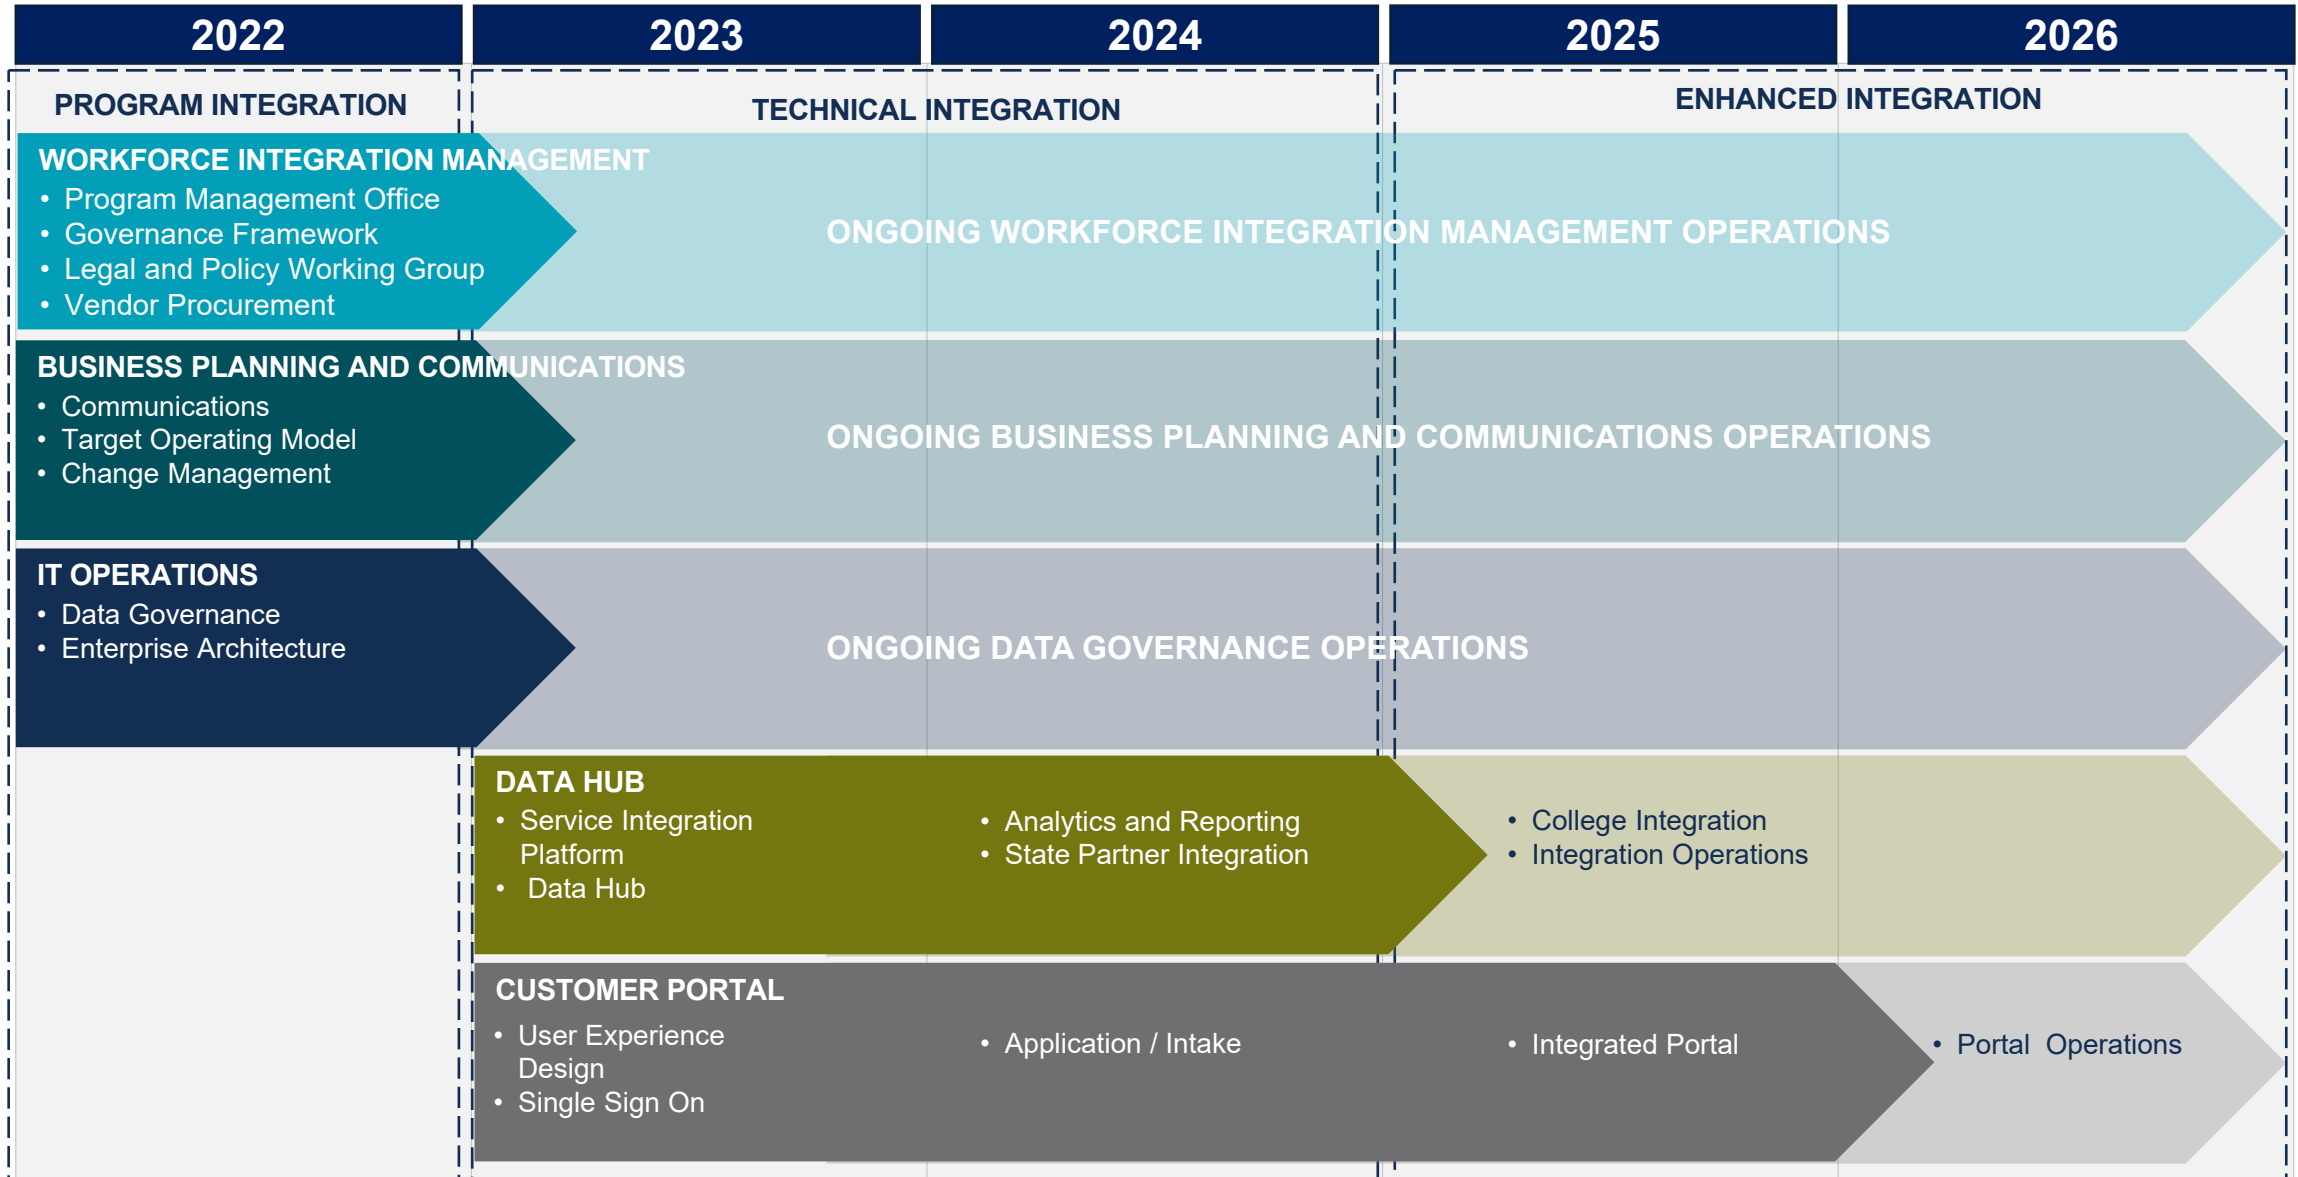 2022
2023
2024
2025
2026
PROGRAM INTEGRATION
TECHNICAL INTEGRATION
ENHANCED INTEGRATION
WORKFORCE INTEGRATION MANAGEMENT
• Program Management Office
• Governance Framework
• Legal and Policy Working Group
• Vendor Procurement
ONGOING WORKFORCE INTEGRATION MANAGEMENT OPERATIONS
BUSINESS PLANNING AND COMMUNICATIONS
• Communications
• Target Operating Model
• Change Management
ONGOING BUSINESS PLANNING AND COMMUNICATIONS OPERATIONS
IT OPERATIONS
• Data Governance
• Enterprise Architecture
ONGOING DATA GOVERNANCE OPERATIONS
DATA HUB
• Service Integration
Platform
• Data Hub
• Analytics and Reporting
• State Partner Integration
• College Integration
• Integration Operations
CUSTOMER PORTAL
• User Experience
Design
• Single Sign On
• Application / Intake
• Integrated Portal
• Portal Operations